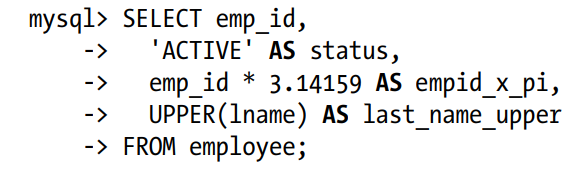 mysql> SELECT emp_id,
    ->   'ACTIVE' AS status,
    ->   emp_id * 3.14159 AS empid_x_pi,
    ->   UPPER(lname) AS last_name_upper
    -> FROM employee;